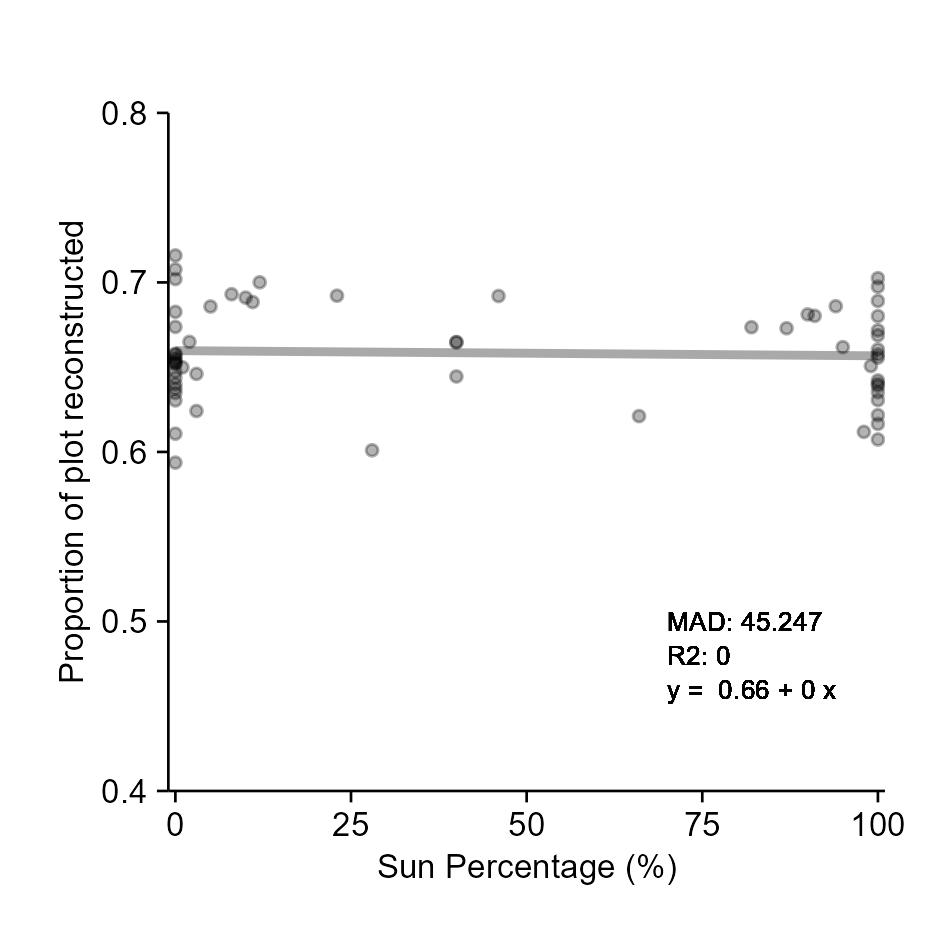 0.8
0.7
0.6
0.5
0.4
Proportion of plot reconstructed
MAD: 45.247
R2: 0
y =  0.66 + 0 x
0 25 50 75 100
Sun Percentage (%)